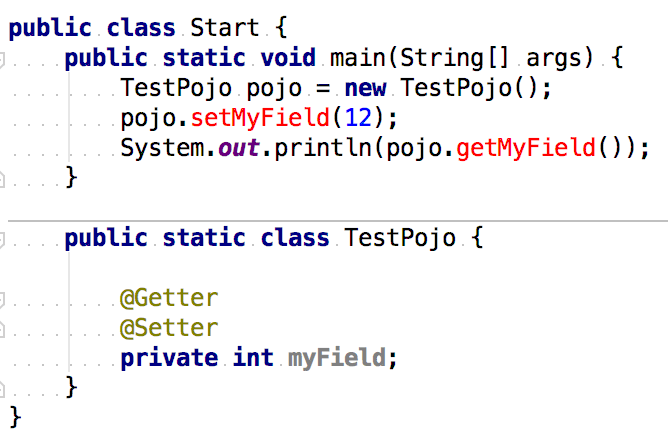 public class Start {
    public static void main(String[] args) {
        TestPojo pojo = new TestPojo();
        pojo.setMyField(12);
        System.out.println(pojo.getMyField());
    }
    public static class TestPojo {
        @Getter
        @Setter
        private int myField;
    }
}